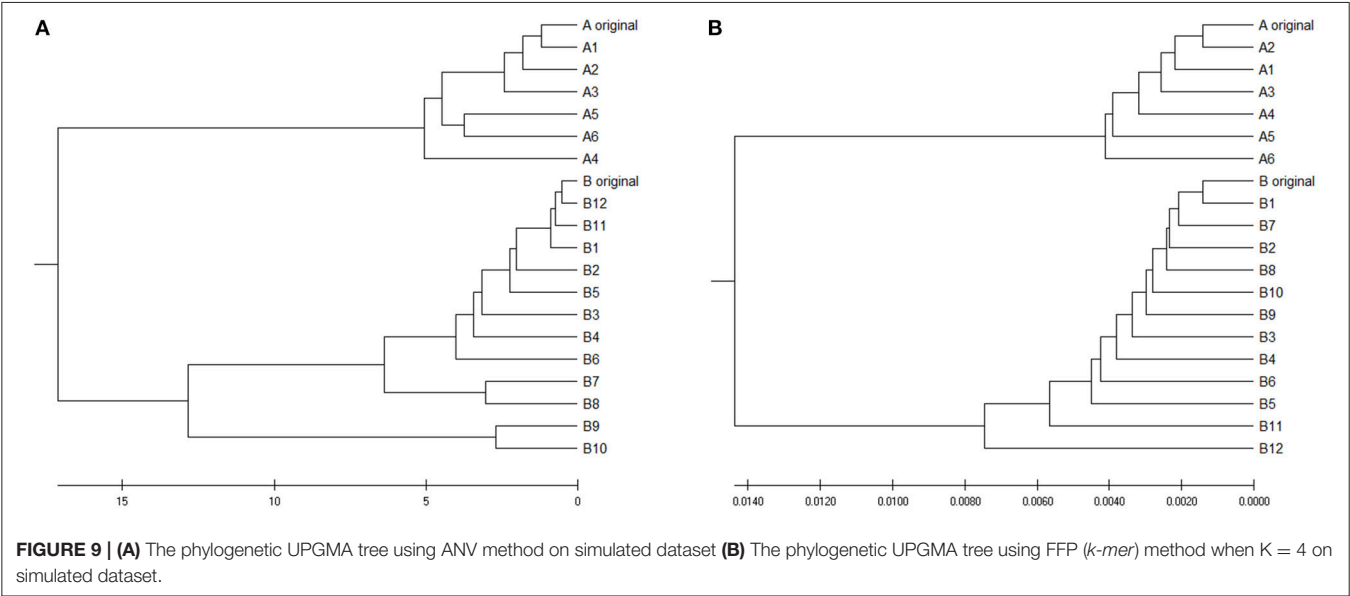 A
A original
A1
A2
A3
A5
A6
A4
B original
B12
B11
B1
B2
B5
B3
B4
B6
B7
B8
B9
B10
15
10
5
0
B
A original
A2
A1
A3
A4
A5
A6
B original
B1
B7
B2
B8
B10
B9
B3
B4
B6
B5
B11
B12
0.0140
0.0120
0.0100
0.0080
0.0060
0.0040
0.0020
0.0000
FIGURE 9 | (A) The phylogenetic UPGMA tree using ANV method on simulated dataset (B) The phylogenetic UPGMA tree using FFP (k-mer) method when K = 4 on
simulated dataset.